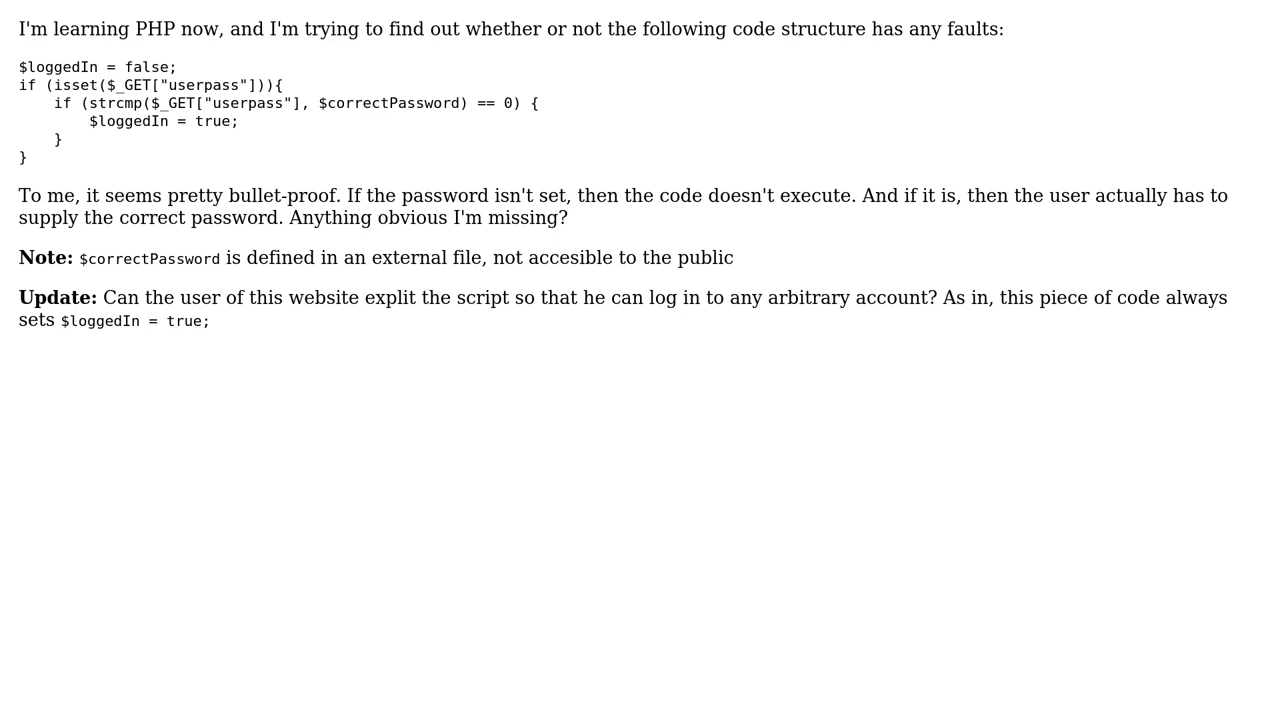 I'm learning PHP now, and I'm trying to find out whether or not the following code structure has any faults:
$loggedIn = false;
if (isset($_GET["userpass"])){
    if (strcmp($_GET["userpass"], $correctPassword) == 0) {
        $loggedIn = true;
    }
}
To me, it seems pretty bullet-proof. If the password isn't set, then the code doesn't execute. And if it is, then the user actually has to
supply the correct password. Anything obvious I'm missing?
Note: $correctPassword is defined in an external file, not accesible to the public
Update: Can the user of this website explit the script so that he can log in to any arbitrary account? As in, this piece of code always
sets $loggedIn = true;